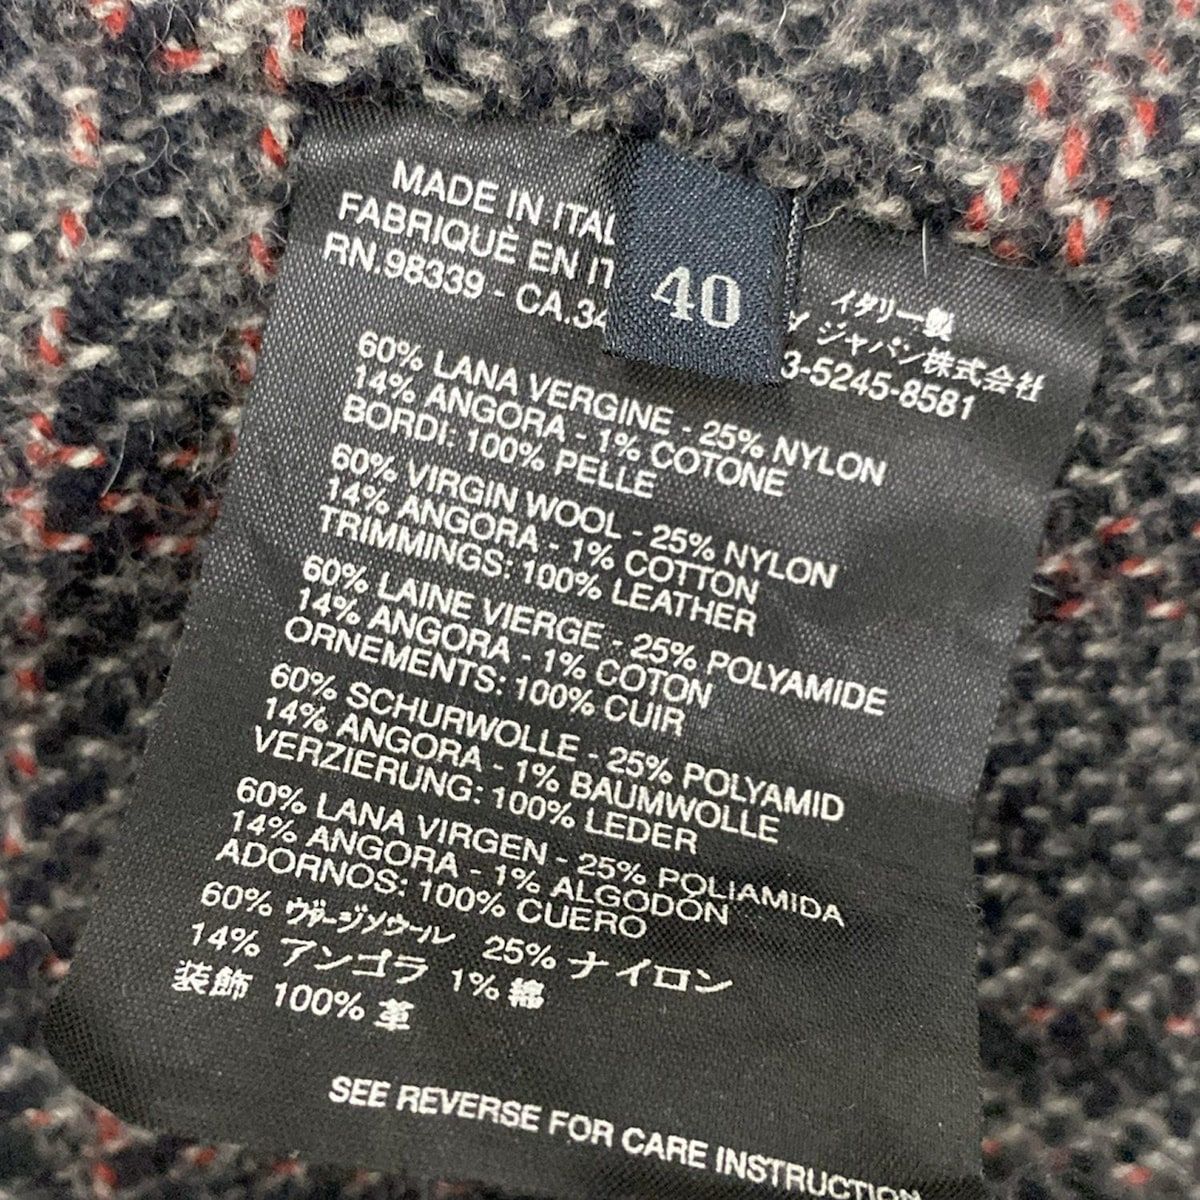 MADE IN ITAL
FABRIQUÈ EN IT
RN.98339 - CA.34
40
イタリー製
Y ジャパン株式会社
3-5245-8581
60% LANA VERGINE - 25% NYLON
14% ANGORA - 1% COTONE
BORDI: 100% PELLE
60% VIRGIN WOOL - 25% NYLON
14% ANGORA - 1% COTTON
TRIMMINGS: 100% LEATHER
60% LAINE VIERGE - 25% POLYAMIDE
14% ANGORA - 1% COTON
ORNEMENTS: 100% CUIR
60% SCHURWOLLE - 25% POLYAMID
14% ANGORA - 1% BAUMWOLLE
VERZIERUNG: 100% LEDER
60% LANA VIRGEN - 25% POLIAMIDA
14% ANGORA - 1% ALGODON
ADORNOS: 100% CUERO
60% ヴァージンウール 25% ナイロン
14% アンゴラ 1% 綿
装飾 100% 革
SEE REVERSE FOR CARE INSTRUCTION